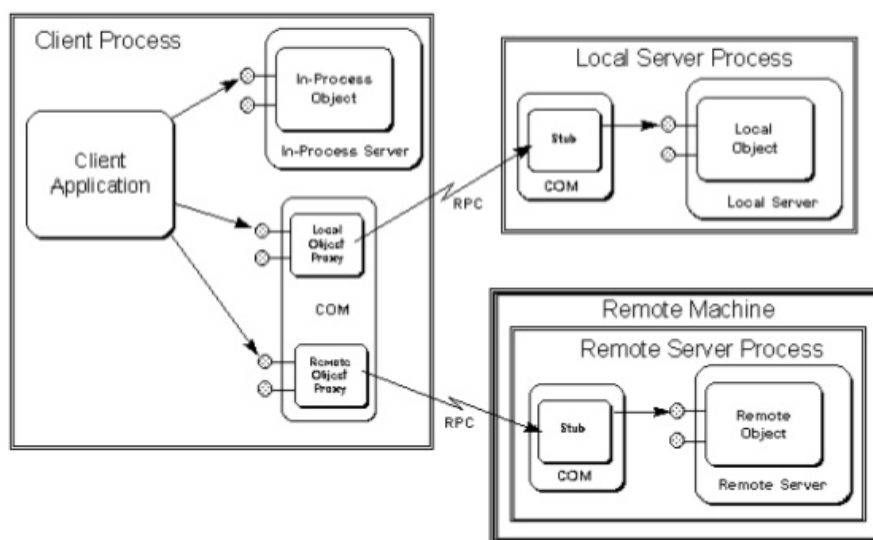 Client Process
In-Process
Object
In-Process Server
Client
Application
Local
Object
Proxy
COM
Remote
Object
Proxy
RPC
RPC
Local Server Process
Stub
COM
Local
Object
Local Server
Remote Machine
Remote Server Process
Stub
COM
Remote
Object
Remote Server